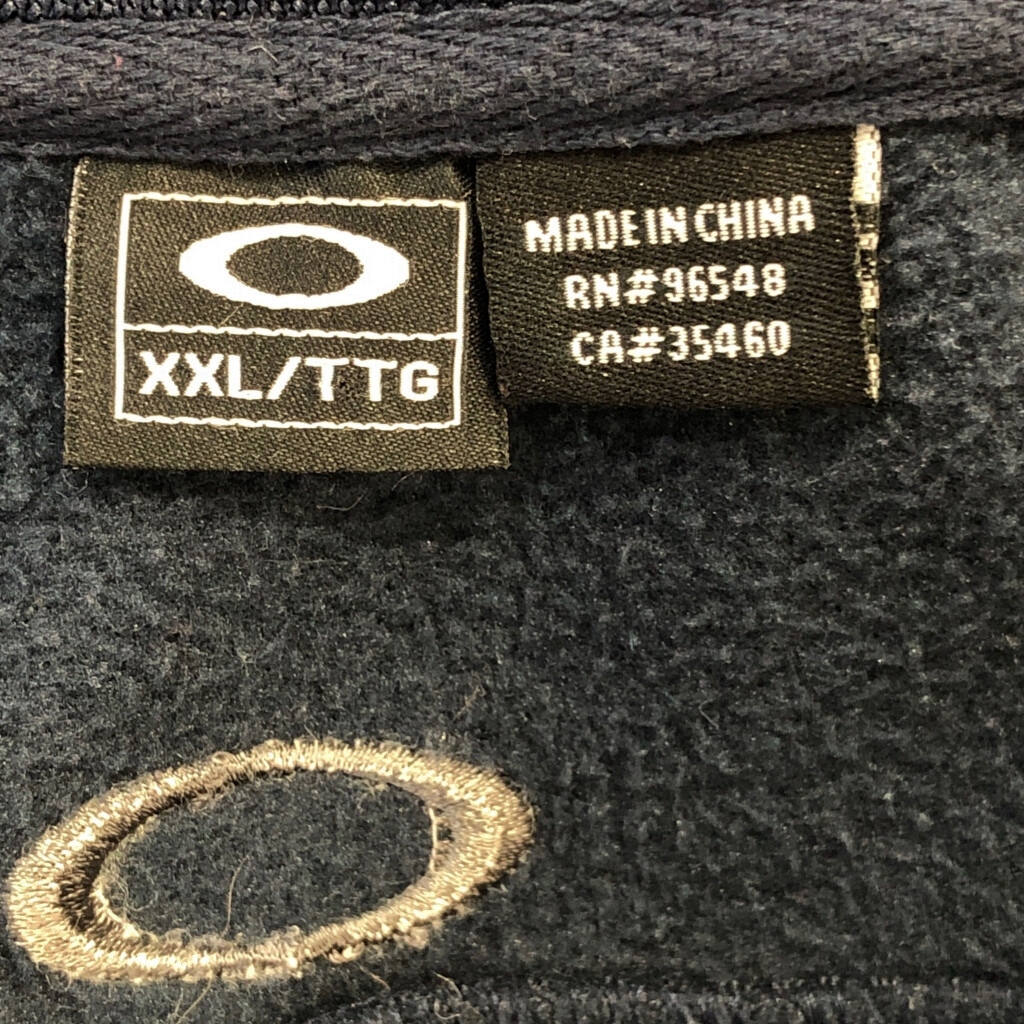 XXL/TTG
MADE IN CHINA
RN#96548
CA#35460